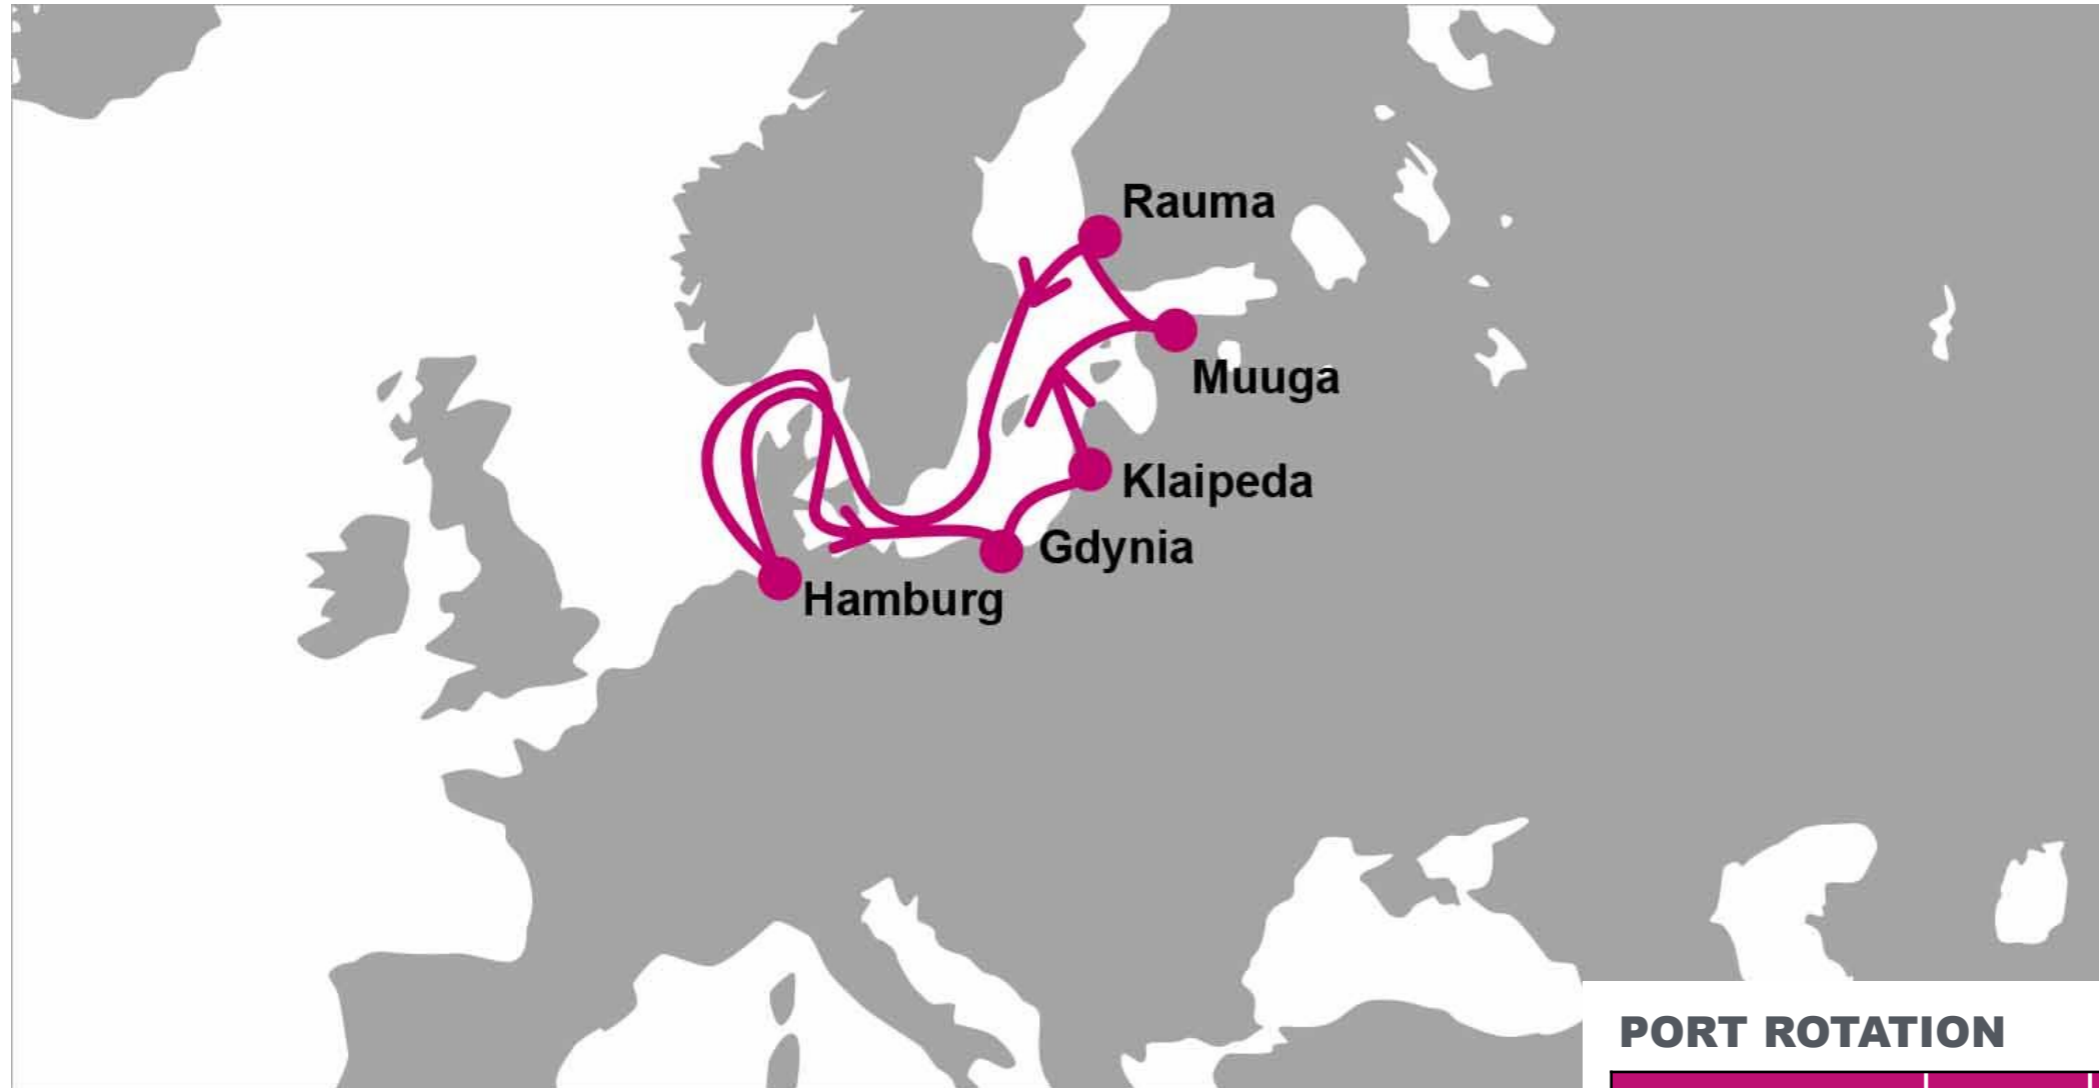 Rauma
Muuga
Klaipeda
Gdynia
Hamburg
PORT ROTATION